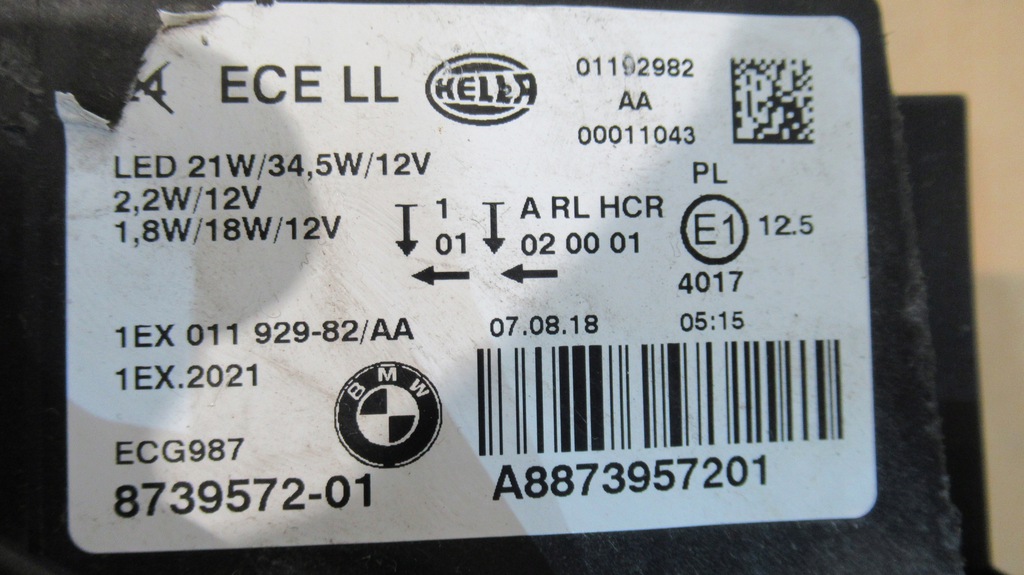 ECE LL
HELLA
01192982
AA
00011043
LED 21W/34,5W/12V
2,2W/12V
1,8W/18W/12V
1 A RL HCR
01 02 00 01
PL
E1 12.5
4017
1EX 011 929-82/AA
07.08.18 05:15
1EX.2021
BMW
ECG987
8739572-01
A8873957201